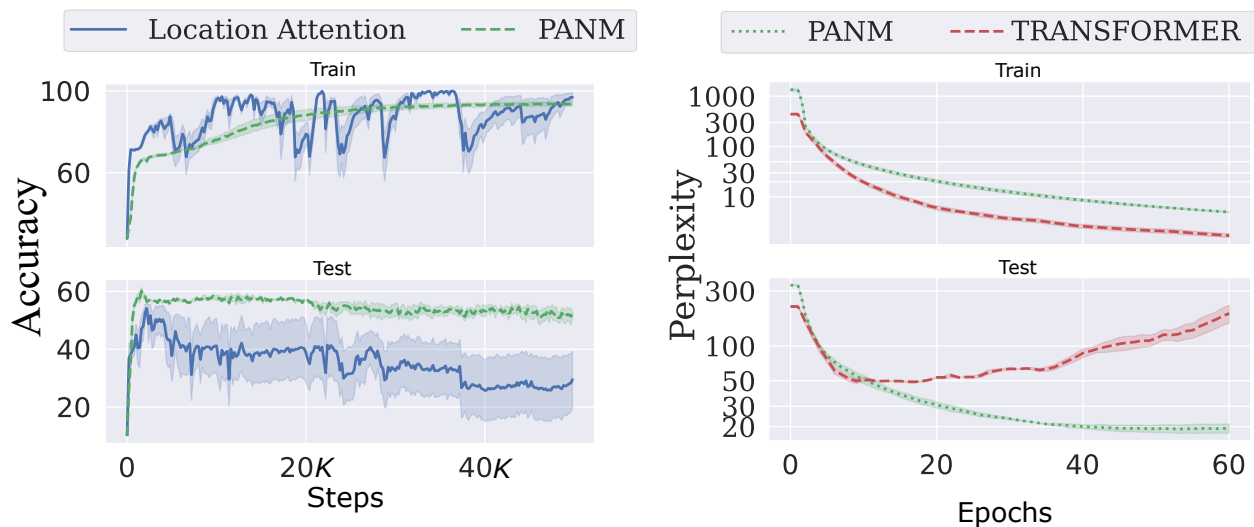 Location Attention PANM
Train
100
60
Accuracy
Test
60
40
20
0 20K 40K
Steps
PANM TRANSFORMER
Train
1000
300
100
30
10
Perplexity
Test
300
100
50
30
20
0 20 40 60
Epochs